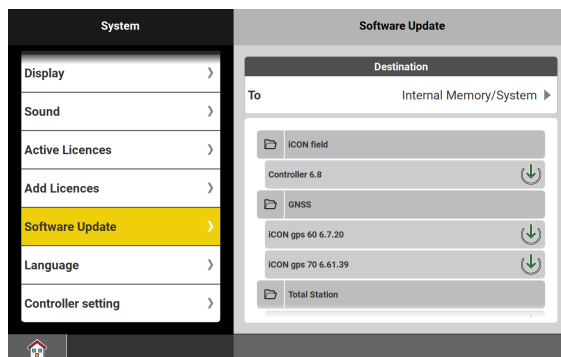 System
Software Update
Display
Sound
Active Licences
Add Licences
Software Update
Language
Controller setting
Destination
To Internal Memory/System
iCON field
Controller 6.8
GNSS
iCON gps 60 6.7.20
iCON gps 70 6.61.39
Total Station